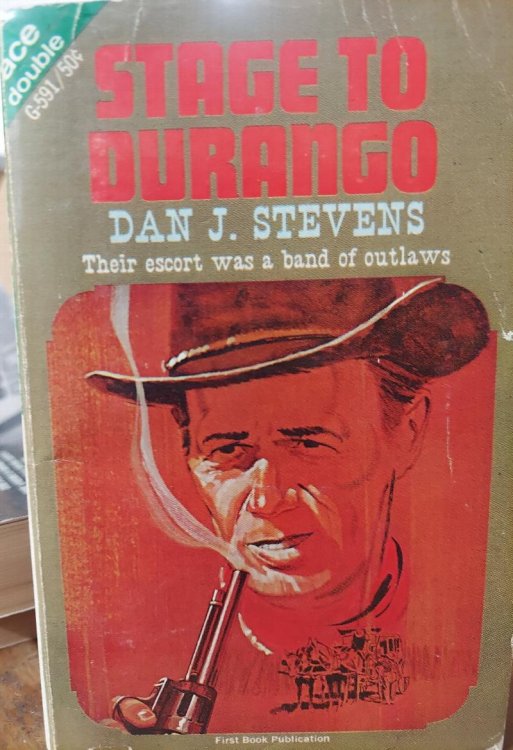 ace
double
G-591/50¢
STAGE TO
DURANGO
DAN J. STEVENS
Their escort was a band of outlaws
First Book Publication